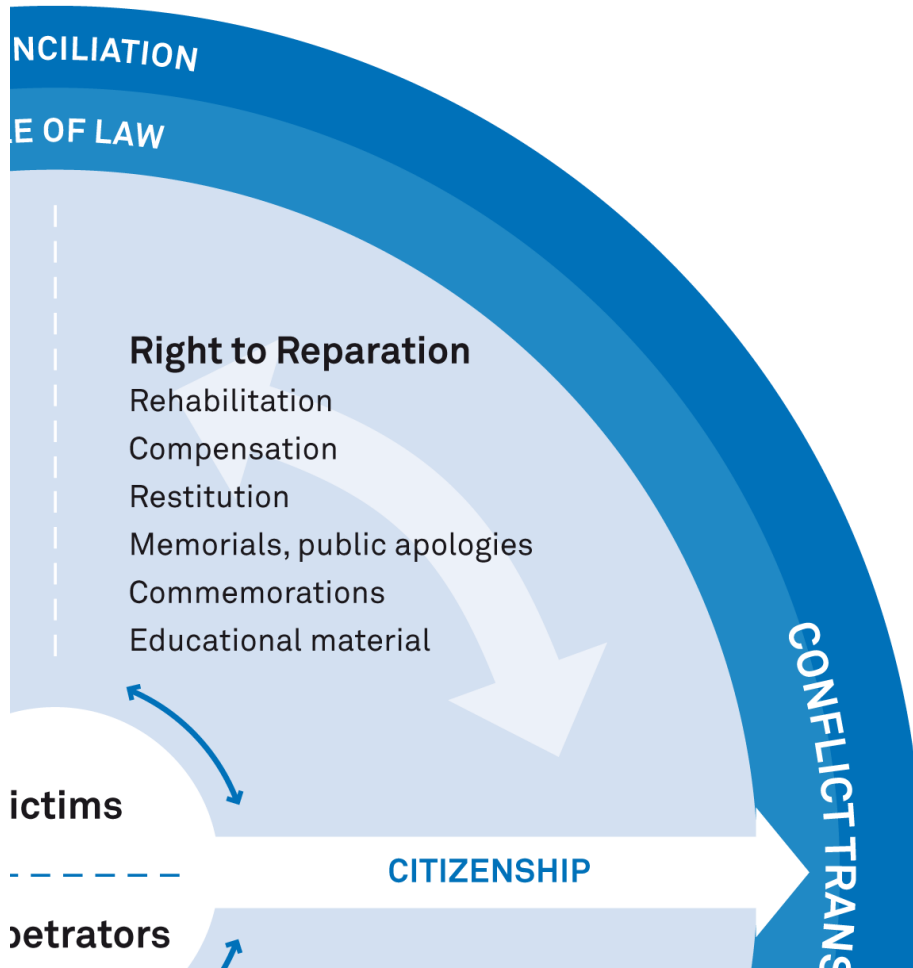 NCILIATION
E OF LAW
Right to Reparation
Rehabilitation
Compensation
Restitution
Memorials, public apologies
Commemorations
Educational material
CONFLICT TRANS
ictims
CITIZENSHIP
petrators